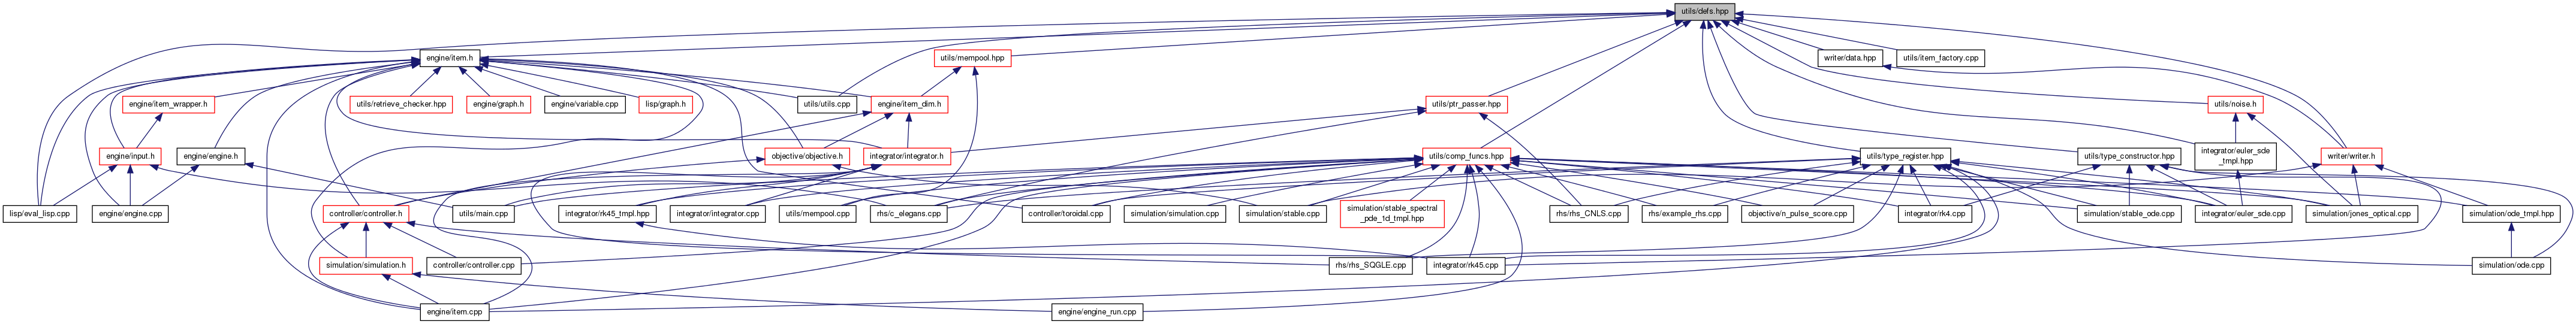 utils/defs.hpp
engine/item.h
utils/mempool.hpp
writer/data.hpp
utils/item_factory.cpp
engine/item_wrapper.h
utils/retrieve_checker.hpp
engine/graph.h
engine/variable.cpp
lisp/graph.h
utils/utils.cpp
engine/item_dim.h
utils/ptr_passer.hpp
utils/noise.h
engine/input.h
engine/engine.h
objective/objective.h
integrator/integrator.h
utils/comp_funcs.hpp
utils/type_register.hpp
utils/type_constructor.hpp
integrator/euler_sde
_tmpl.hpp
writer/writer.h
lisp/eval_lisp.cpp
engine/engine.cpp
controller/controller.h
utils/main.cpp
integrator/rk45_tmpl.hpp
integrator/integrator.cpp
utils/mempool.cpp
rhs/c_elegans.cpp
controller/toroidal.cpp
simulation/simulation.cpp
simulation/stable.cpp
simulation/stable_spectral
_pde_1d_tmpl.hpp
rhs/rhs_CNLS.cpp
rhs/example_rhs.cpp
objective/n_pulse_score.cpp
integrator/rk4.cpp
simulation/stable_ode.cpp
integrator/euler_sde.cpp
simulation/jones_optical.cpp
simulation/ode_tmpl.hpp
simulation/simulation.h
controller/controller.cpp
rhs/rhs_SQGLE.cpp
integrator/rk45.cpp
simulation/ode.cpp
engine/item.cpp
engine/engine_run.cpp